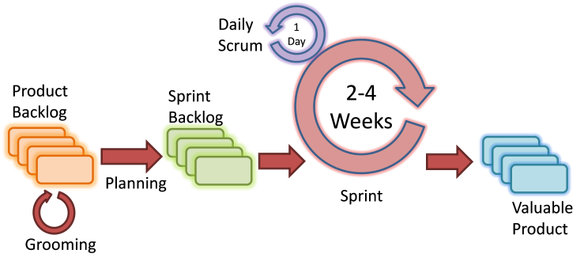 Product
Backlog
Grooming
Planning
Sprint
Backlog
Daily
Scrum
1
Day
2-4
Weeks
Sprint
Valuable
Product